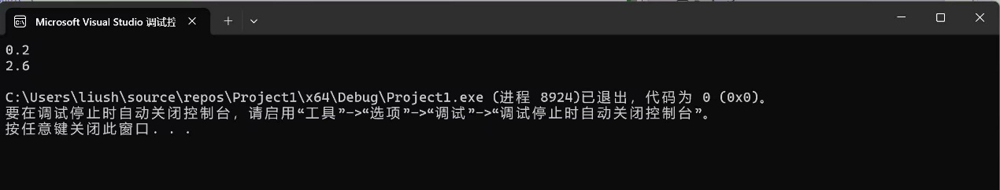 Microsoft Visual Studio 调试控
0.2
2.6
C:\Users\liush\source\repos\Project1\x64\Debug\Project1.exe (进程 8924)已退出，代码为 0 (0x0)。
要在调试停止时自动关闭控制台，请启用“工具”->“选项”->“调试”->“调试停止时自动关闭控制台”。
按任意键关闭此窗口. . .